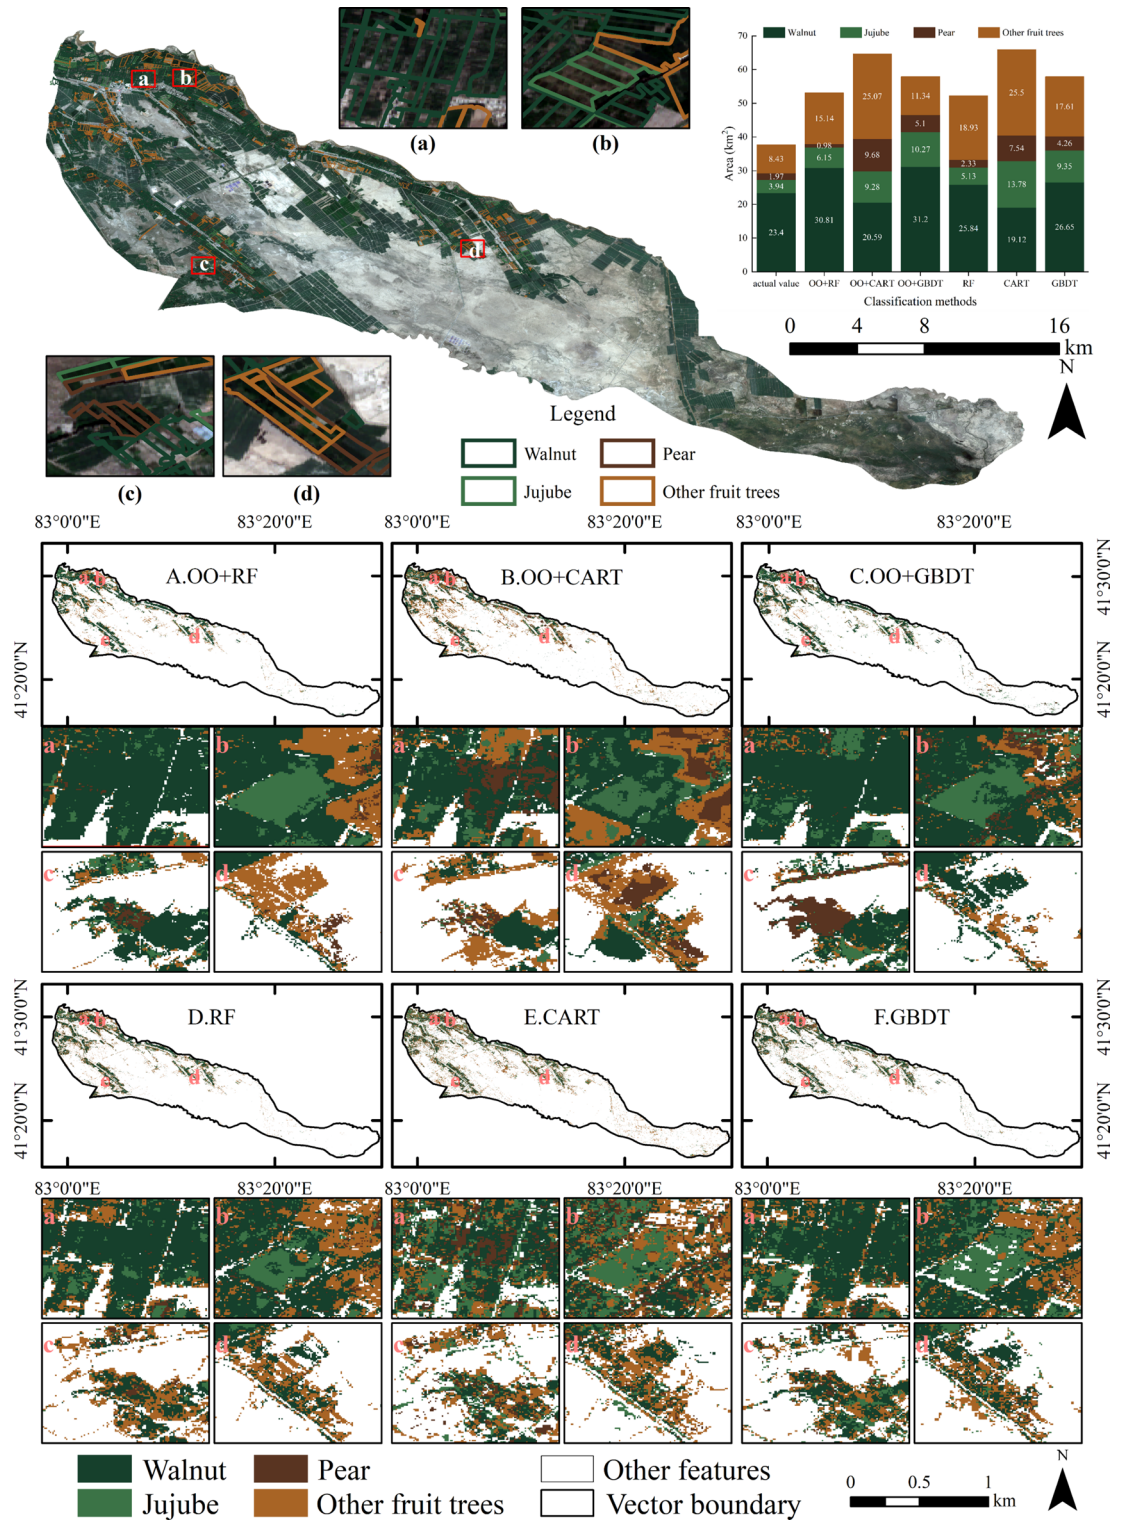 a
b
c
d
(a)
(b)
Walnut
Jujube
Pear
Other fruit trees
Area (km²)
70
60
50
40
30
20
10
0
8.43
1.97
3.94
23.4
15.14
0.98
6.15
30.81
25.07
9.68
9.28
20.59
11.34
5.1
10.27
31.2
18.93
2.33
5.13
25.84
25.5
7.54
13.78
19.12
17.61
4.26
9.35
26.65
actual value
OO+RF
OO+CART
OO+GBDT
RF
CART
GBDT
Classification methods
0 4 8 16
km
N
(c)
(d)
Legend
Walnut
Pear
Jujube
Other fruit trees
83°0'0"E 83°20'0"E 83°0'0"E 83°20'0"E 83°0'0"E 83°20'0"E
A.OO+RF
a b
c
d
B.OO+CART
a b
c
d
C.OO+GBDT
a b
c
d
41°30'0"N
41°20'0"N
41°20'0"N
a b a b a b
c d c d c d
D.RF
a b
c
d
E.CART
a b
c
d
F.GBDT
a b
c
d
41°30'0"N
41°20'0"N
41°30'0"N
41°20'0"N
83°0'0"E 83°20'0"E 83°0'0"E 83°20'0"E 83°0'0"E 83°20'0"E
a b a b a b
c d c d c d
Walnut
Pear
Other features
Jujube
Other fruit trees
Vector boundary
0 0.5 1
km
N